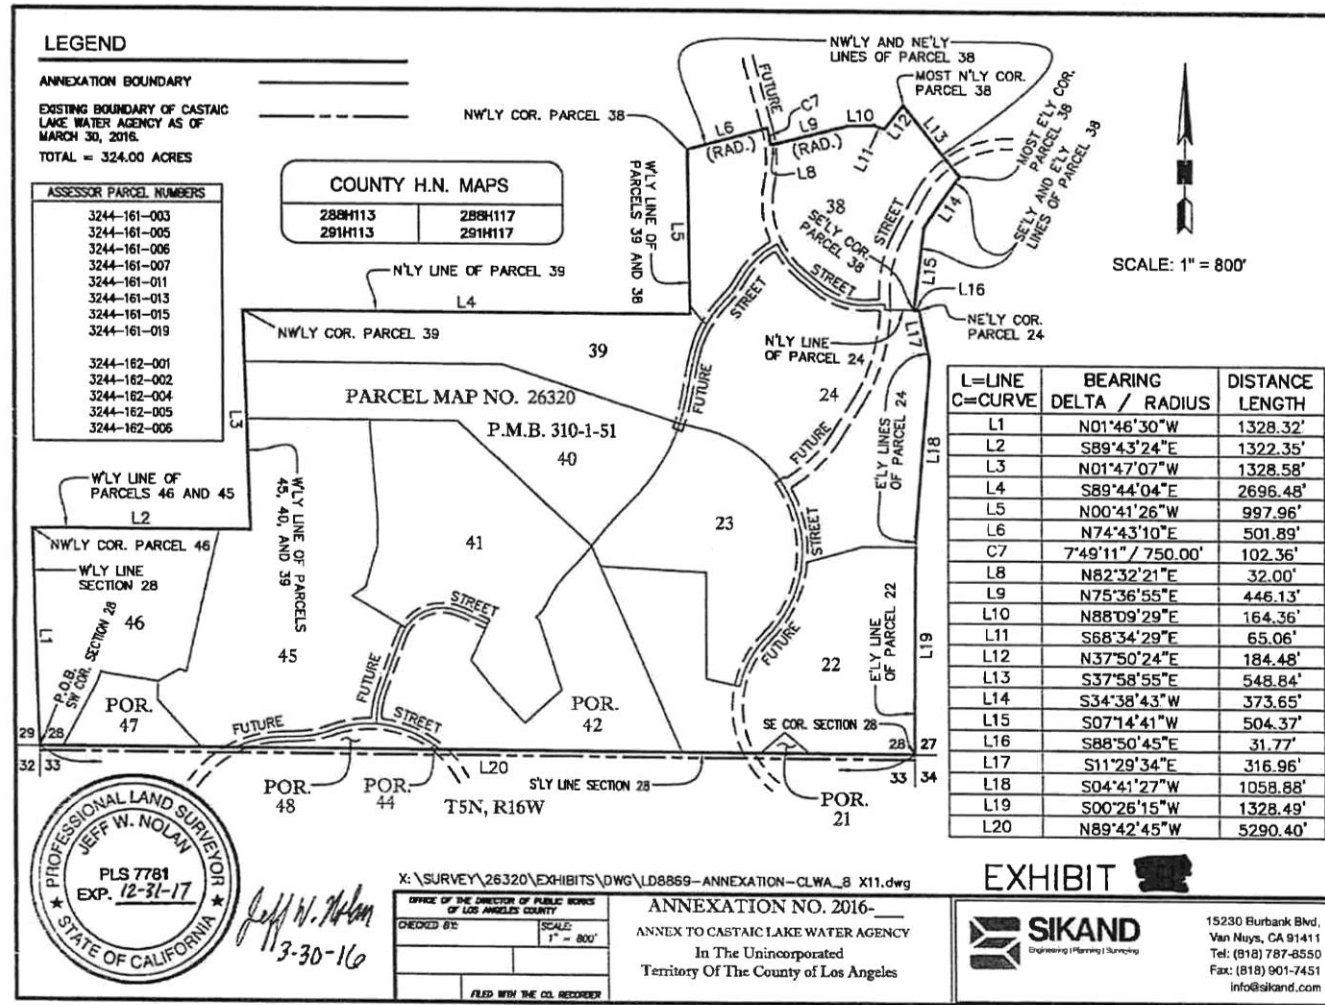 LEGEND
ANNEXATION BOUNDARY
EXISTING BOUNDARY OF CASTAIC
LAKE WATER AGENCY AS OF
MARCH 30, 2016.
TOTAL = 324.00 ACRES
ASSESSOR PARCEL NUMBERS
3244-161-003
3244-161-005
3244-161-006
3244-161-007
3244-161-011
3244-161-013
3244-161-015
3244-161-019
3244-162-001
3244-162-002
3244-162-004
3244-162-005
3244-162-006
COUNTY H.N. MAPS
288H113 288H117
291H113 291H117
NW'LY AND NE'LY
LINES OF PARCEL 38
MOST N'LY COR.
PARCEL 38
NW'LY COR. PARCEL 38
FUTURE
C7
L6
(RAD.)
L9
(RAD.)
L10
L11
L12
L13
L8
MOST E'LY COR.
PARCEL 38
SE'LY AND E'LY
LINES OF PARCEL 38
W'LY LINE OF
PARCELS 39 AND 38
L5
38
SE'LY COR.
PARCEL 38
STREET
L14
L15
L16
SCALE: 1" = 800'
N'LY LINE OF PARCEL 39
L4
STREET
STREET
NW'LY COR. PARCEL 39
39
N'LY LINE
OF PARCEL 24
L17
NE'LY COR.
PARCEL 24
PARCEL MAP NO. 26320
P.M.B. 310-1-51
40
FUTURE
24
FUTURE
E'LY LINES
OF PARCEL 24
L18
L3
W'LY LINE OF
PARCELS 46 AND 45
L2
NW'LY COR. PARCEL 46
W'LY LINE
SECTION 28
W'LY LINE OF PARCELS
45, 40, AND 39
41
23
STREET
46
L1
P.O.B.
SW COR. SECTION 28
45
STREET
FUTURE
22
FUTURE
E'LY LINE
OF PARCEL 22
L19
POR.
47
FUTURE
STREET
POR.
42
SE COR. SECTION 28
29 28
32 33
28 27
33 34
L20
S'LY LINE SECTION 28
POR.
48
POR.
44
T5N, R16W
POR.
21
L=LINE BEARING DISTANCE
C=CURVE DELTA / RADIUS LENGTH
L1 N01°46'30"W 1328.32'
L2 S89°43'24"E 1322.35'
L3 N01°47'07"W 1328.58'
L4 S89°44'04"E 2696.48'
L5 N00°41'26"W 997.96'
L6 N74°43'10"E 501.89'
C7 7°49'11" / 750.00' 102.36'
L8 N82°32'21"E 32.00'
L9 N75°36'55"E 446.13'
L10 N88°09'29"E 164.36'
L11 S68°34'29"E 65.06'
L12 N37°50'24"E 184.48'
L13 S37°58'55"E 548.84'
L14 S34°38'43"W 373.65'
L15 S07°14'41"W 504.37'
L16 S88°50'45"E 31.77'
L17 S11°29'34"E 316.96'
L18 S04°41'27"W 1058.88'
L19 S00°26'15"W 1328.49'
L20 N89°42'45"W 5290.40'
PROFESSIONAL LAND SURVEYOR
JEFF W. NOLAN
PLS 7781
EXP. 12-31-17
STATE OF CALIFORNIA
Jeff W. Nolan
3-30-16
X:\SURVEY\26320\EXHIBITS\DWG\LD8869-ANNEXATION-CLWA_8 X11.dwg
EXHIBIT
OFFICE OF THE DIRECTOR OF PUBLIC WORKS
OF LOS ANGELES COUNTY
CHECKED BY:
SCALE:
1" = 800'
FILED WITH THE CO. RECORDER
ANNEXATION NO. 2016-___
ANNEX TO CASTAIC LAKE WATER AGENCY
In The Unincorporated
Territory Of The County of Los Angeles
SIKAND
Engineering | Planning | Surveying
15230 Burbank Blvd,
Van Nuys, CA 91411
Tel: (818) 787-8550
Fax: (818) 901-7451
info@sikand.com